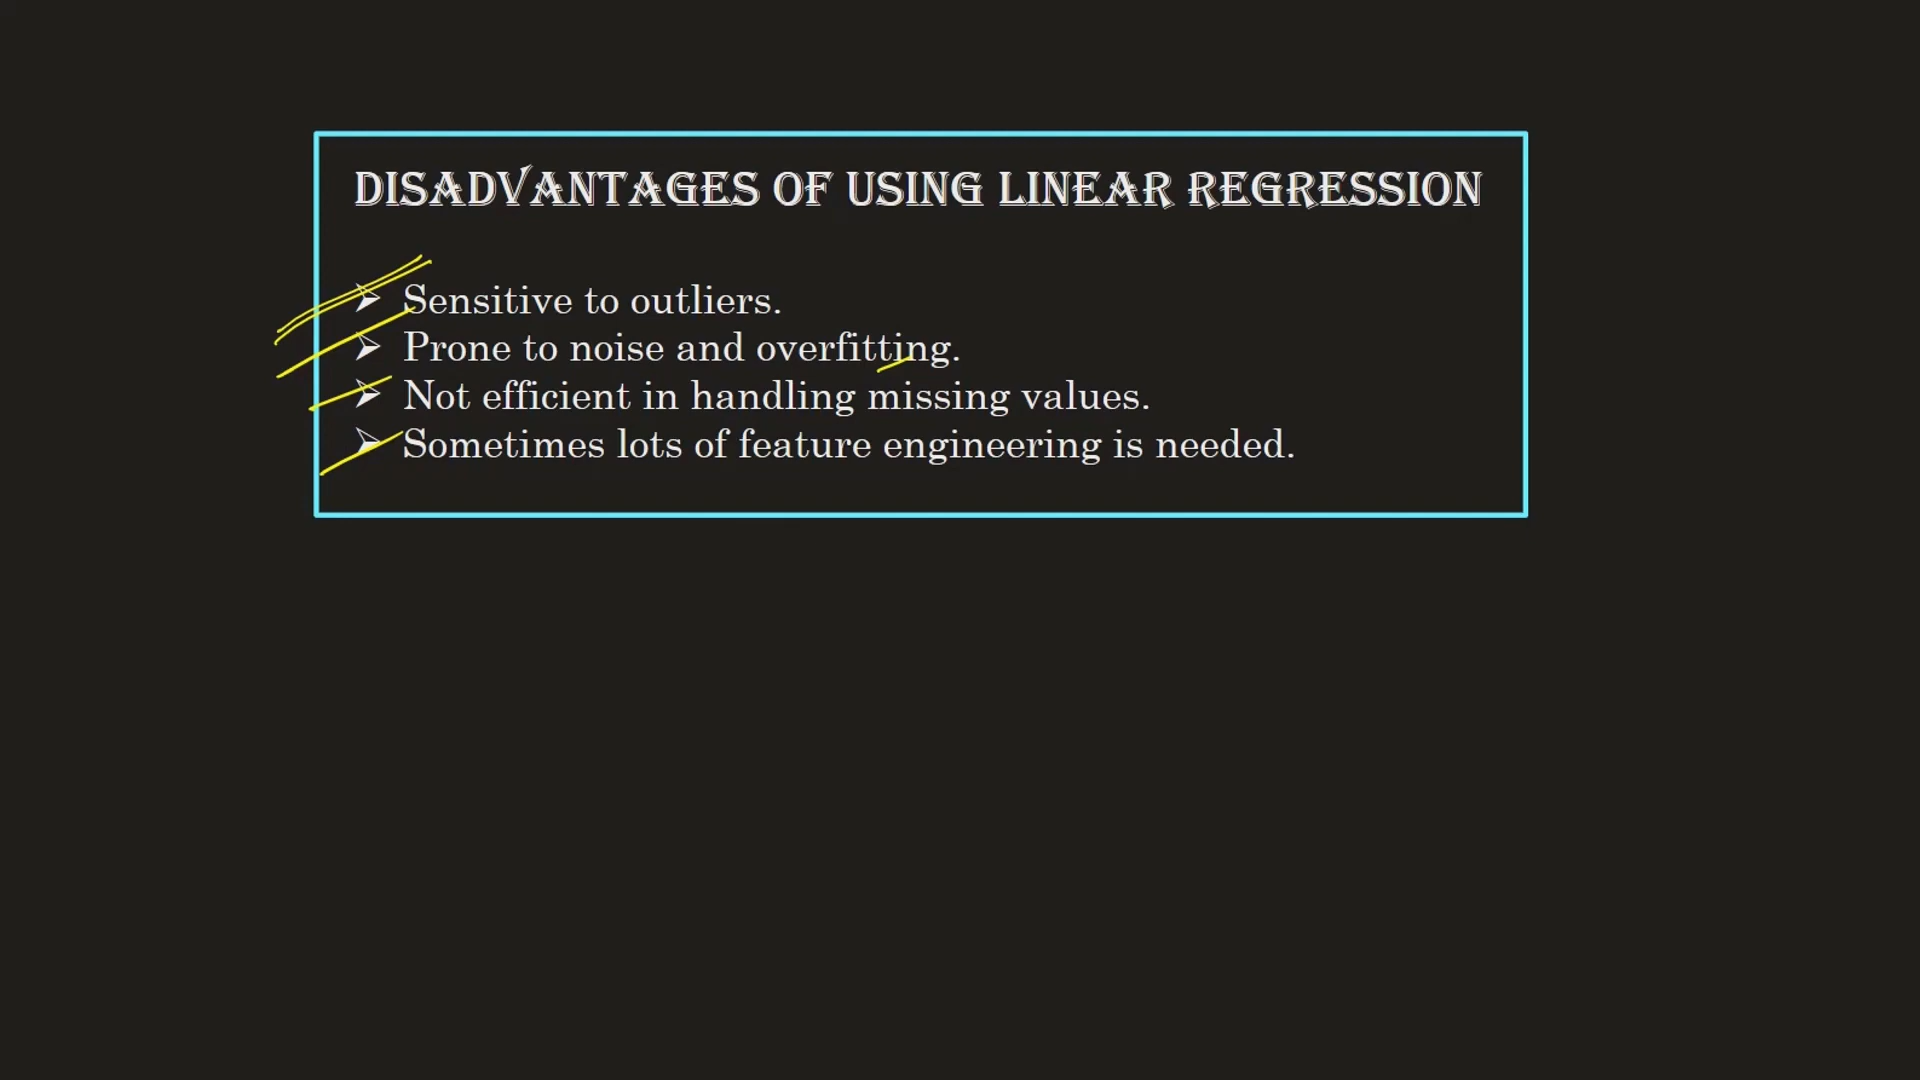 DISADVANTAGES OF USING LINEAR REGRESSION
➢ Sensitive to outliers.
➢ Prone to noise and overfitting.
➢ Not efficient in handling missing values.
➢ Sometimes lots of feature engineering is needed.